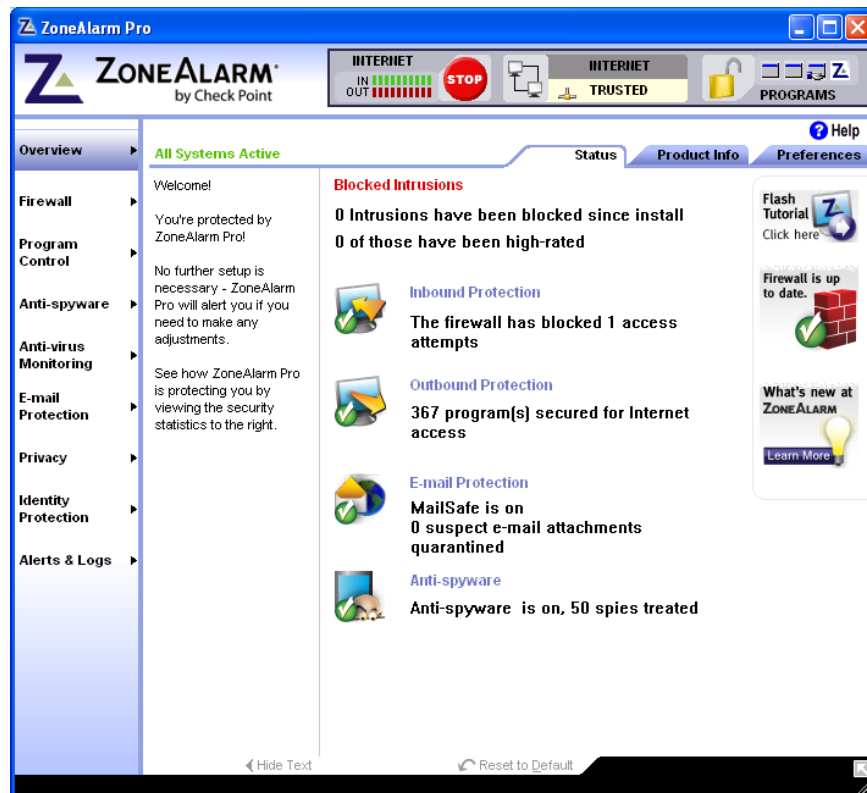 ZoneAlarm Pro
ZONEALARM
by Check Point
INTERNET
IN
OUT
STOP
INTERNET
TRUSTED
PROGRAMS
Help
Overview
Firewall
Program
Control
Anti-spyware
Anti-virus
Monitoring
E-mail
Protection
Privacy
Identity
Protection
Alerts & Logs
All Systems Active
Status
Product Info
Preferences
Welcome!
You're protected by
ZoneAlarm Pro!
No further setup is
necessary - ZoneAlarm
Pro will alert you if you
need to make any
adjustments.
See how ZoneAlarm Pro
is protecting you by
viewing the security
statistics to the right.
Blocked Intrusions
0 Intrusions have been blocked since install
0 of those have been high-rated
Inbound Protection
The firewall has blocked 1 access
attempts
Outbound Protection
367 program(s) secured for Internet
access
E-mail Protection
MailSafe is on
0 suspect e-mail attachments
quarantined
Anti-spyware
Anti-spyware is on, 50 spies treated
Flash
Tutorial
Click here
Firewall is up
to date.
What's new at
ZONEALARM
Learn More
Hide Text
Reset to Default